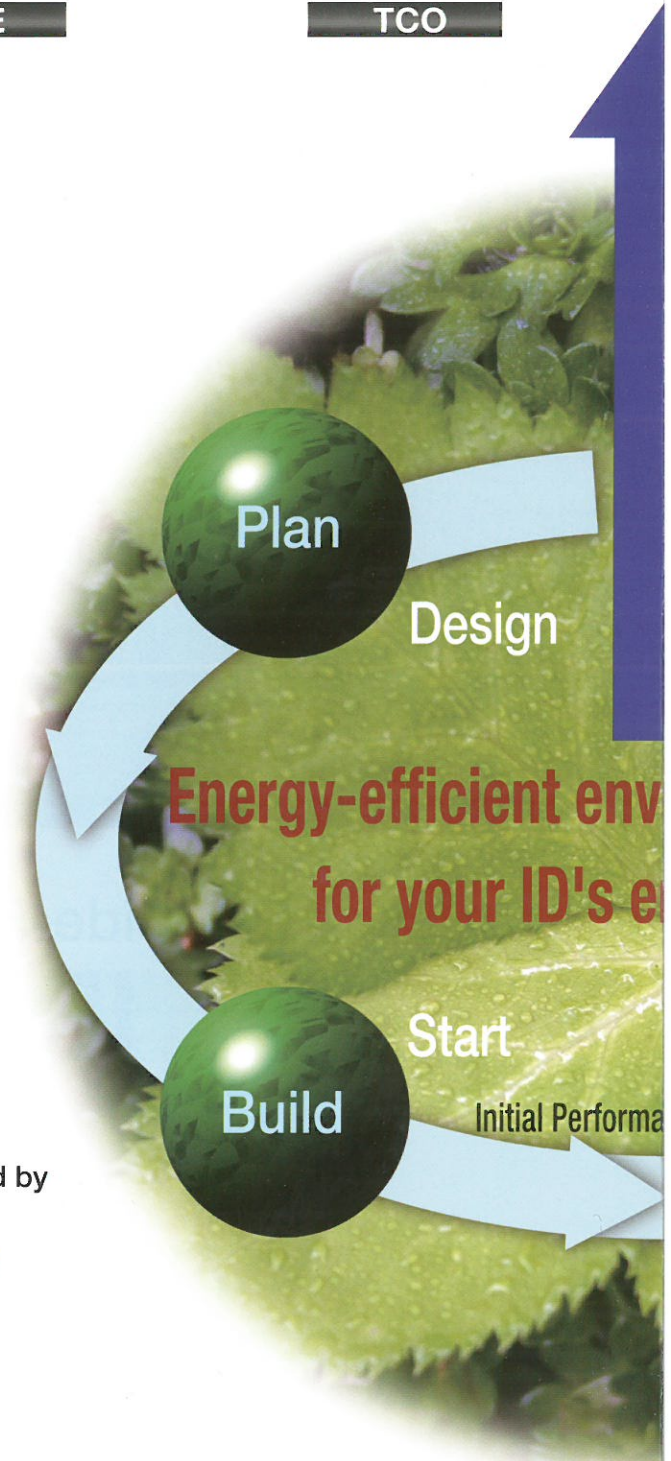 E
TCO
Plan
Design
Energy-efficient env
for your ID's e
Start
Build
Initial Performa
d by